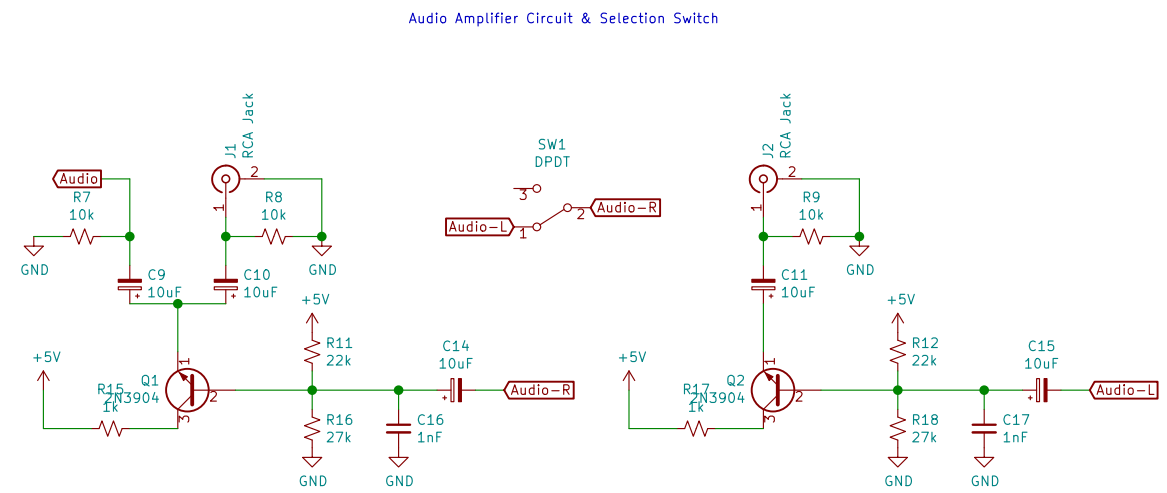 Audio Amplifier Circuit & Selection Switch
J1
RCA Jack
2
1
Audio
R7
10k
R8
10k
GND
GND
C9
10uF
C10
10uF
+
+
+5V
R11
22k
+5V
Q1
2N3904
1
2
3
R15
1k
R16
27k
C16
1nF
C14
10uF
+
Audio-R
GND
GND
SW1
DPDT
3
2
1
Audio-R
Audio-L
J2
RCA Jack
2
1
R9
10k
GND
C11
10uF
+
+5V
R12
22k
+5V
Q2
2N3904
1
2
3
R17
1k
R18
27k
C17
1nF
C15
10uF
+
Audio-L
GND
GND